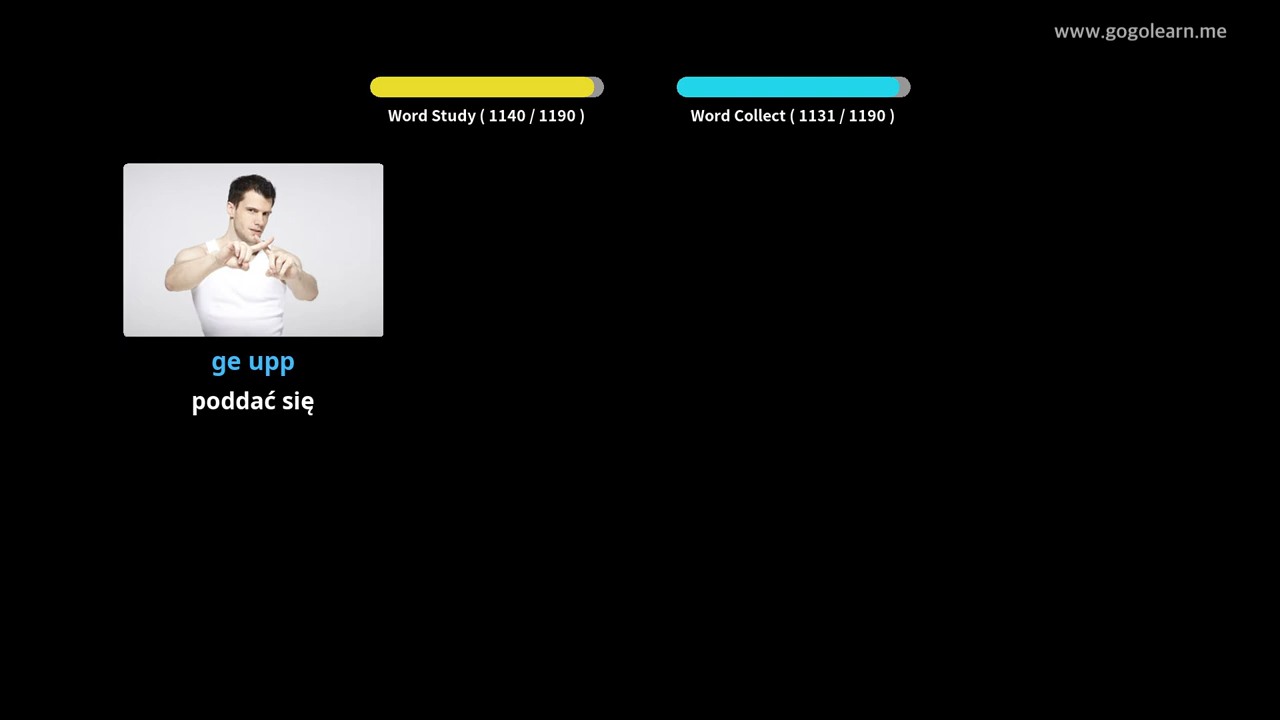 www.gogolearn.me
Word Study ( 1140 / 1190 )
Word Collect ( 1131 / 1190 )
ge upp
poddać się